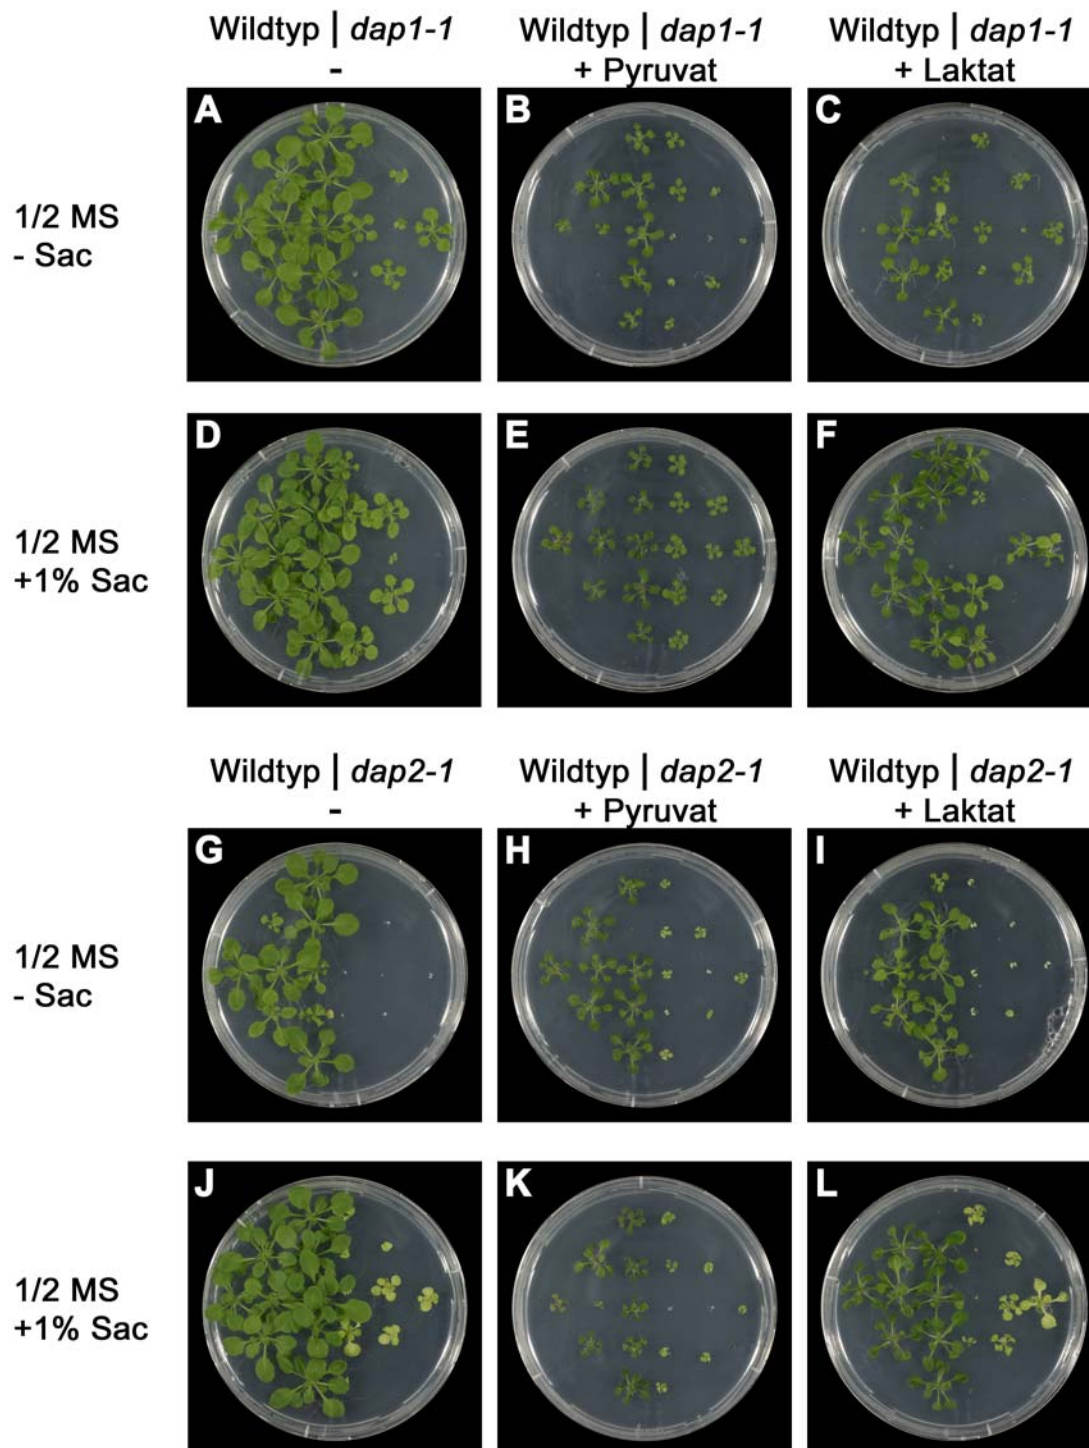 Wildtyp | dap1-1
-
Wildtyp | dap1-1
+ Pyruvat
Wildtyp | dap1-1
+ Laktat
1/2 MS
- Sac
A
B
C
1/2 MS
+1% Sac
D
E
F
Wildtyp | dap2-1
-
Wildtyp | dap2-1
+ Pyruvat
Wildtyp | dap2-1
+ Laktat
1/2 MS
- Sac
G
H
I
1/2 MS
+1% Sac
J
K
L